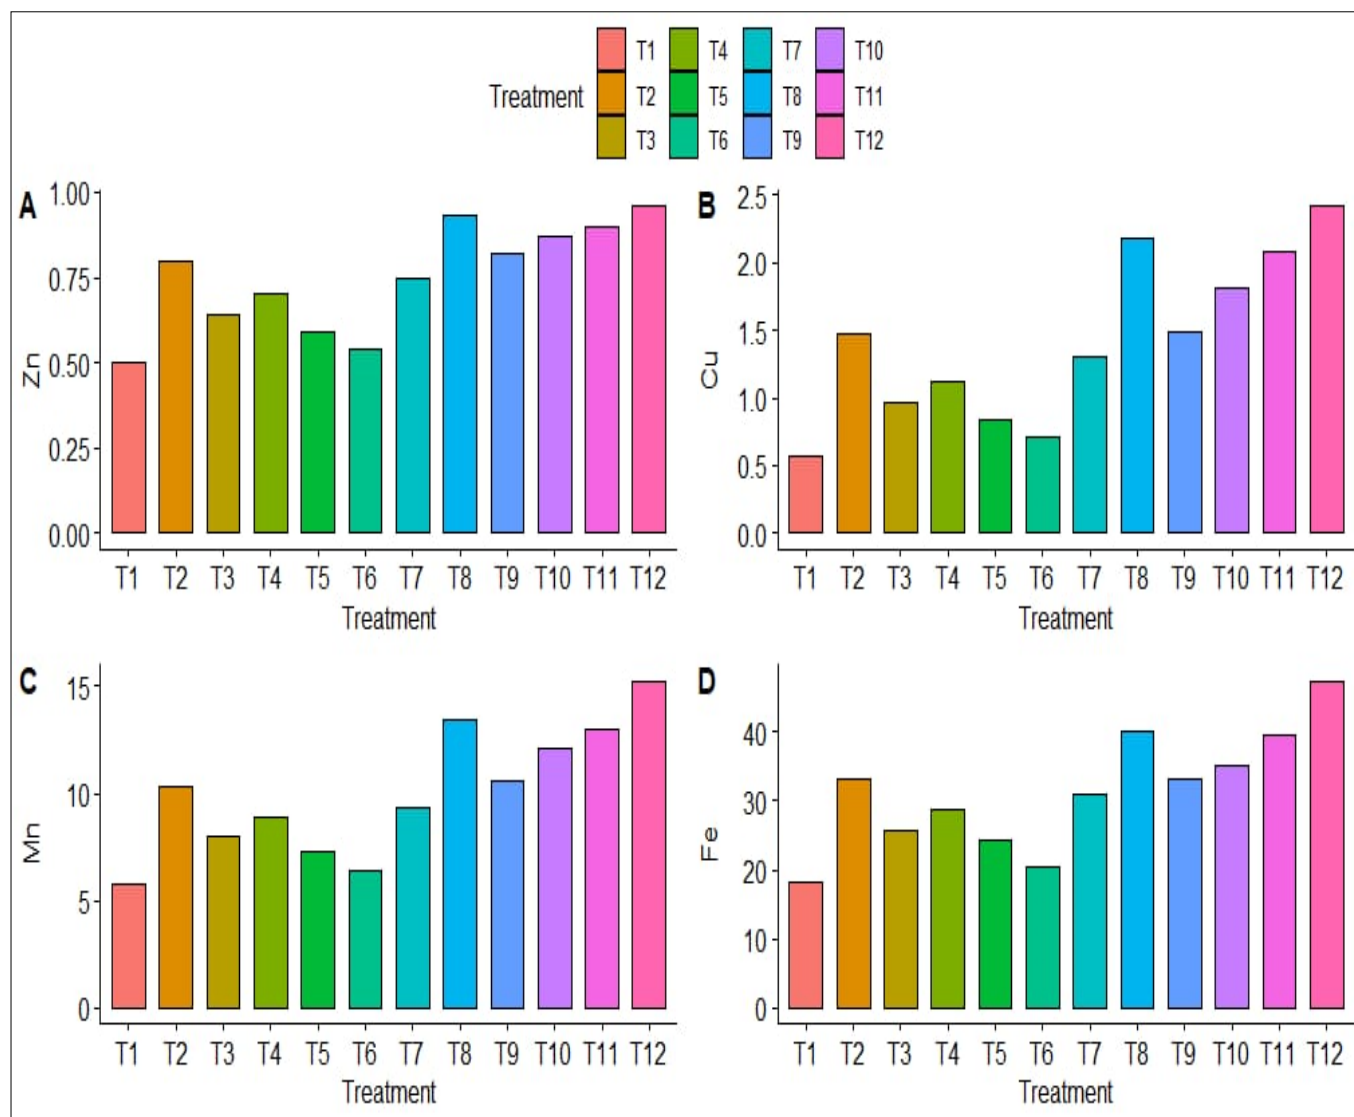 Treatment
T1 T4 T7 T10
T2 T5 T8 T11
T3 T6 T9 T12
A
Zn
1.00
0.75
0.50
0.25
0.00
T1 T2 T3 T4 T5 T6 T7 T8 T9 T10 T11 T12
Treatment
B
Cu
2.5
2.0
1.5
1.0
0.5
0.0
T1 T2 T3 T4 T5 T6 T7 T8 T9 T10 T11 T12
Treatment
C
Mn
15
10
5
0
T1 T2 T3 T4 T5 T6 T7 T8 T9 T10 T11 T12
Treatment
D
Fe
40
30
20
10
0
T1 T2 T3 T4 T5 T6 T7 T8 T9 T10 T11 T12
Treatment